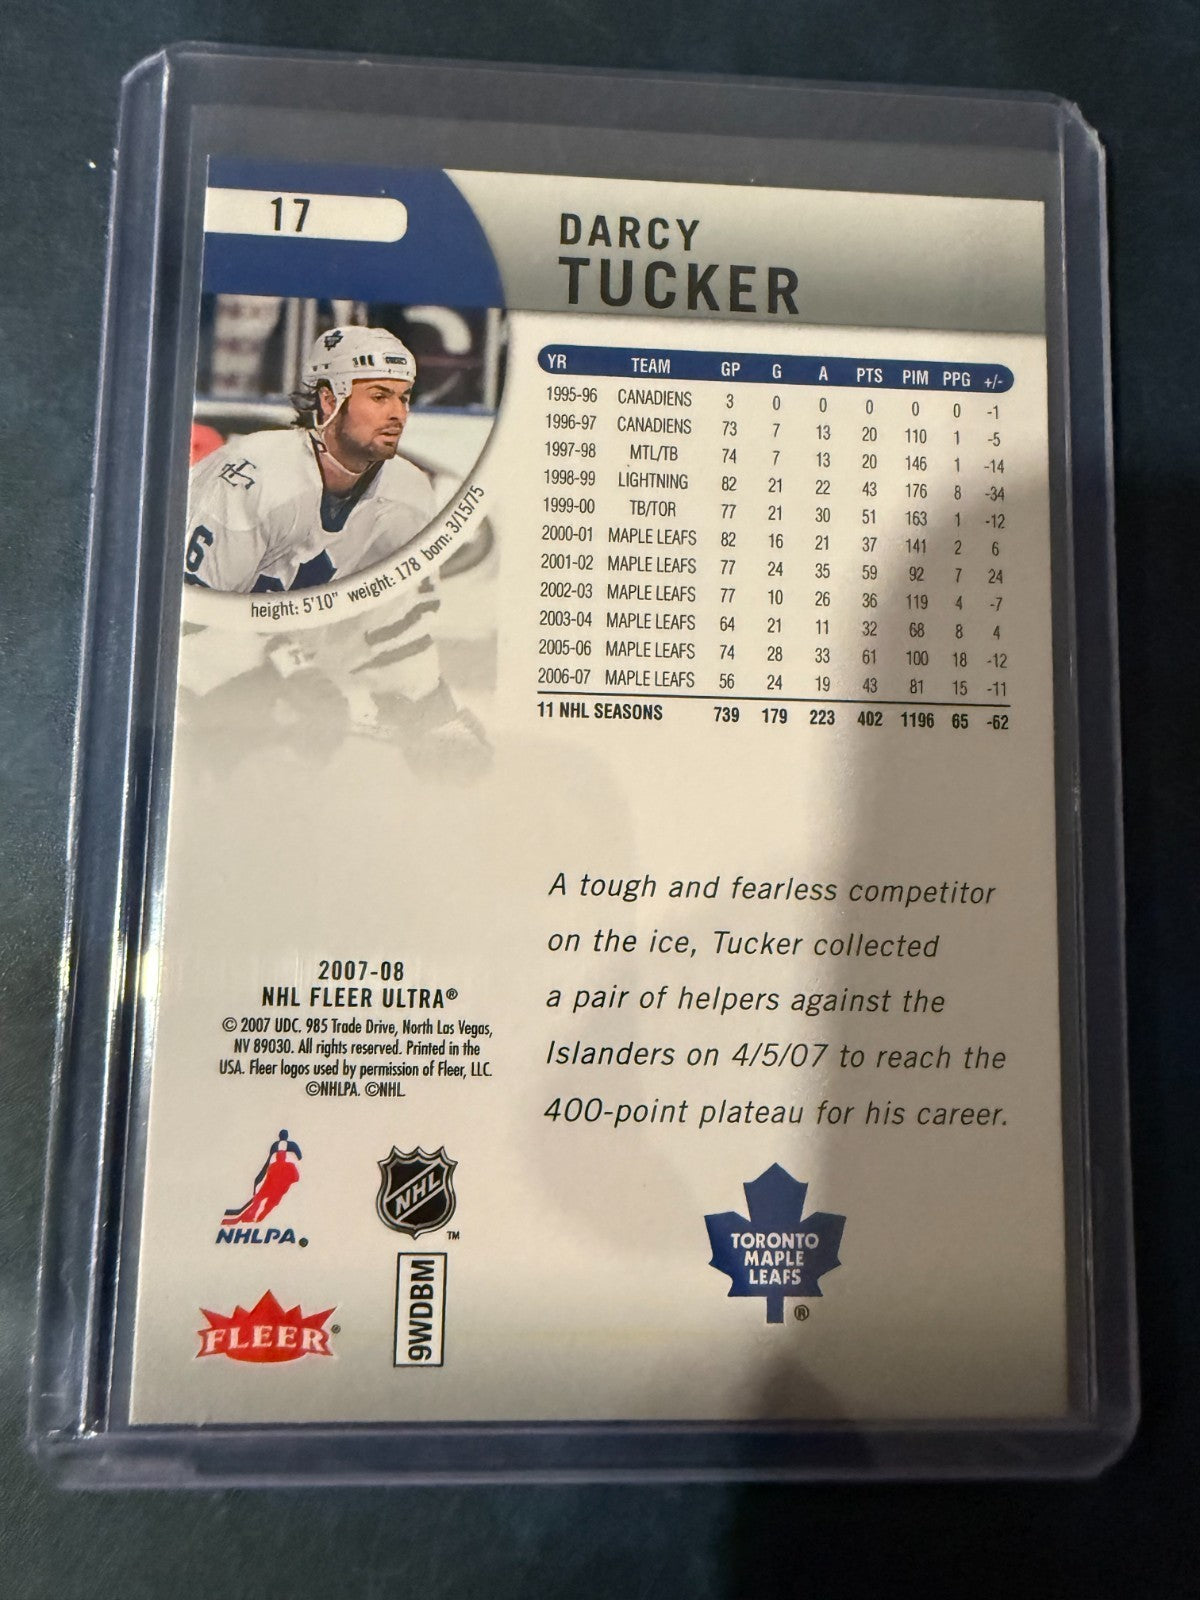 17
DARCY
TUCKER
YR TEAM GP G A PTS PIM PPG +/-
1995-96 CANADIENS 3 0 0 0 0 0 -1
1996-97 CANADIENS 73 7 13 20 110 1 -5
1997-98 MTL/TB 74 7 13 20 146 1 -14
1998-99 LIGHTNING 82 21 22 43 176 8 -34
1999-00 TB/TOR 77 21 30 51 163 1 -12
2000-01 MAPLE LEAFS 82 16 21 37 141 2 6
2001-02 MAPLE LEAFS 77 24 35 59 92 7 24
2002-03 MAPLE LEAFS 77 10 26 36 119 4 -7
2003-04 MAPLE LEAFS 64 21 11 32 68 8 4
2005-06 MAPLE LEAFS 74 28 33 61 100 18 -12
2006-07 MAPLE LEAFS 56 24 19 43 81 15 -11
11 NHL SEASONS 739 179 223 402 1196 65 -62
6
height: 5'10" weight: 178 born: 3/15/75
A tough and fearless competitor
on the ice, Tucker collected
a pair of helpers against the
Islanders on 4/5/07 to reach the
400-point plateau for his career.
2007-08
NHL FLEER ULTRA®
© 2007 UDC. 985 Trade Drive, North Las Vegas,
NV 89030. All rights reserved. Printed in the
USA. Fleer logos used by permission of Fleer, LLC.
©NHLPA. ©NHL.
NHLPA®
NHL™
FLEER®
9WDBM
TORONTO
MAPLE
LEAFS
®